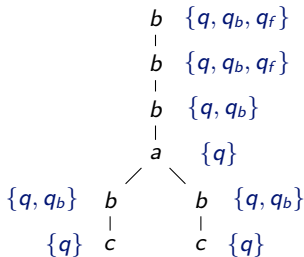 b {q, q_b, q_f}
b {q, q_b, q_f}
b {q, q_b}
a {q}
{q, q_b} b b {q, q_b}
{q} c c {q}